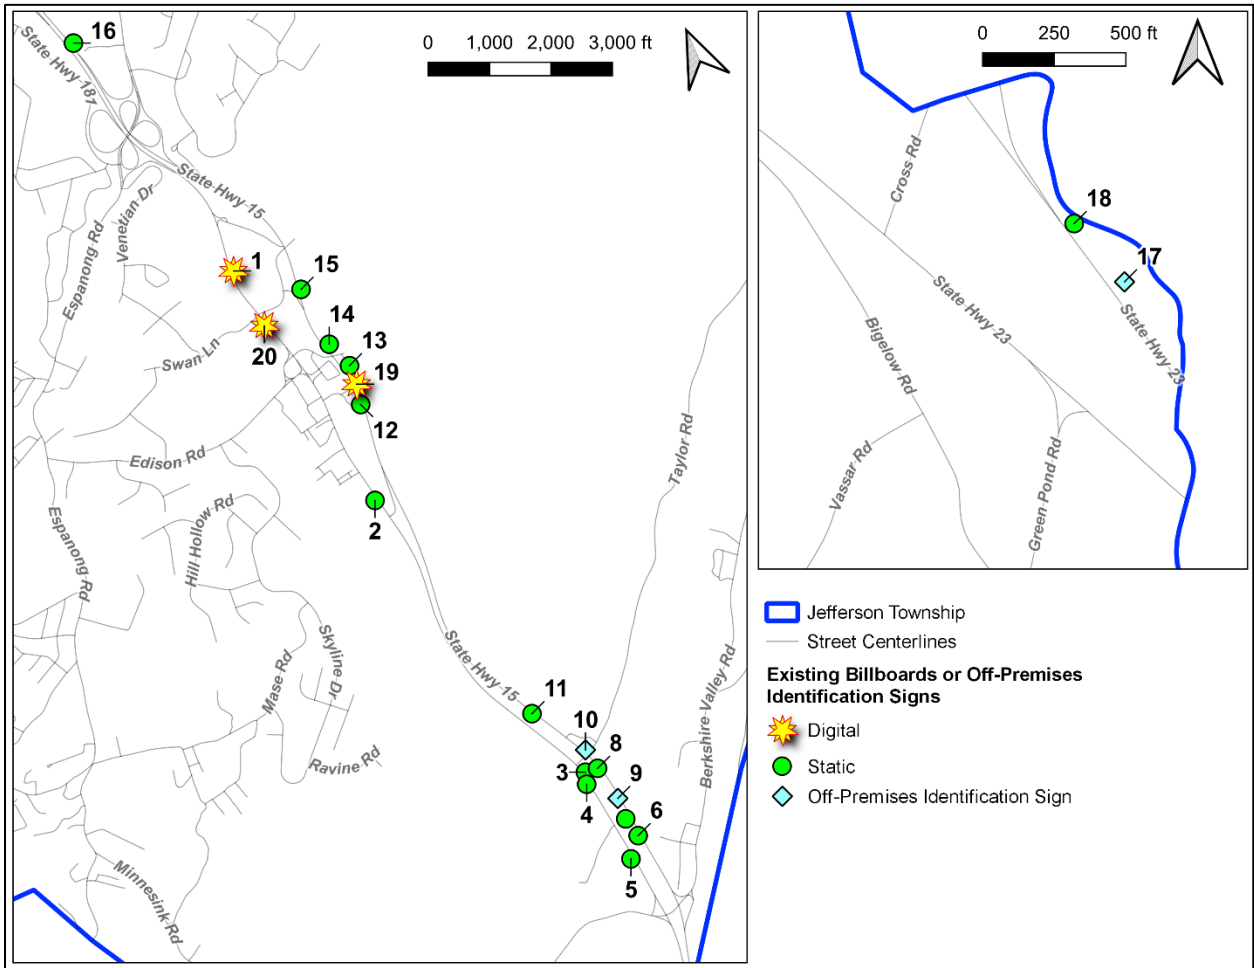 16
State Hwy 181
0 1,000 2,000 3,000 ft
State Hwy 15
Venetian Dr
Espanong Rd
1
15
14
13
20
19
Swan Ln
12
Edison Rd
Taylor Rd
2
Hill Hollow Rd
Espanong Rd
Skyline Dr
Mase Rd
State Hwy 15
Berkshire Valley Rd
11
10
Ravine Rd
8
3
9
4
6
5
Minnesink Rd
0 250 500 ft
Cross Rd
18
17
State Hwy 23
State Hwy 23
Bigelow Rd
Vassar Rd
Green Pond Rd
Jefferson Township
Street Centerlines
Existing Billboards or Off-Premises
Identification Signs
Digital
Static
Off-Premises Identification Sign